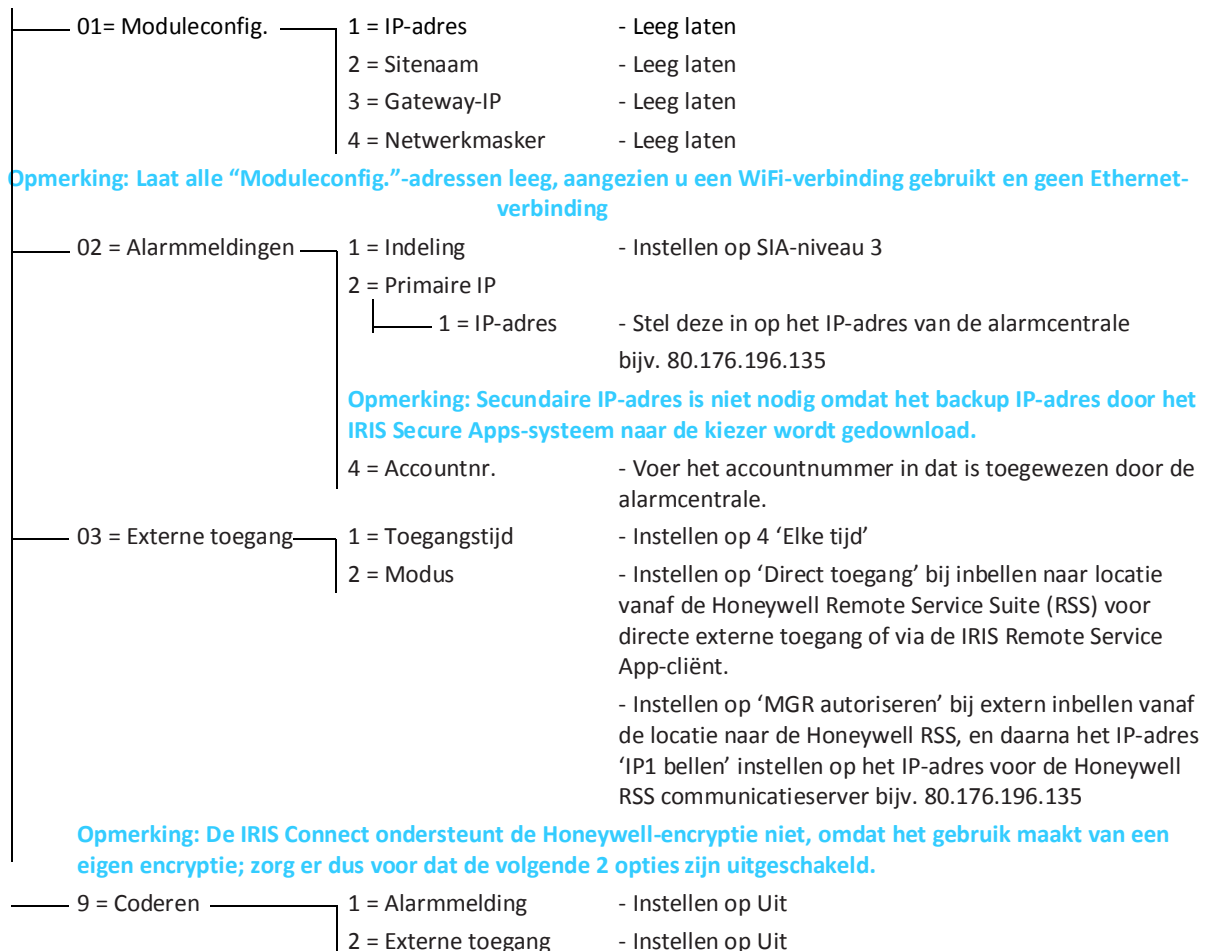 01= Moduleconfig. 1 = IP-adres - Leeg laten
2 = Sitenaam - Leeg laten
3 = Gateway-IP - Leeg laten
4 = Netwerkmasker - Leeg laten
Opmerking: Laat alle “Moduleconfig.”-adressen leeg, aangezien u een WiFi-verbinding gebruikt en geen Ethernet-
verbinding
02 = Alarmmeldingen 1 = Indeling - Instellen op SIA-niveau 3
2 = Primaire IP
1 = IP-adres - Stel deze in op het IP-adres van de alarmcentrale
bijv. 80.176.196.135
Opmerking: Secundaire IP-adres is niet nodig omdat het backup IP-adres door het
IRIS Secure Apps-systeem naar de kiezer wordt gedownload.
4 = Accountnr. - Voer het accountnummer in dat is toegewezen door de
alarmcentrale.
03 = Externe toegang 1 = Toegangstijd - Instellen op 4 ‘Elke tijd’
2 = Modus - Instellen op ‘Direct toegang’ bij inbellen naar locatie
vanaf de Honeywell Remote Service Suite (RSS) voor
directe externe toegang of via de IRIS Remote Service
App-cliënt.
- Instellen op ‘MGR autoriseren’ bij extern inbellen vanaf
de locatie naar de Honeywell RSS, en daarna het IP-adres
‘IP1 bellen’ instellen op het IP-adres voor de Honeywell
RSS communicatieserver bijv. 80.176.196.135
Opmerking: De IRIS Connect ondersteunt de Honeywell-encryptie niet, omdat het gebruik maakt van een
eigen encryptie; zorg er dus voor dat de volgende 2 opties zijn uitgeschakeld.
9 = Coderen 1 = Alarmmelding - Instellen op Uit
2 = Externe toegang - Instellen op Uit